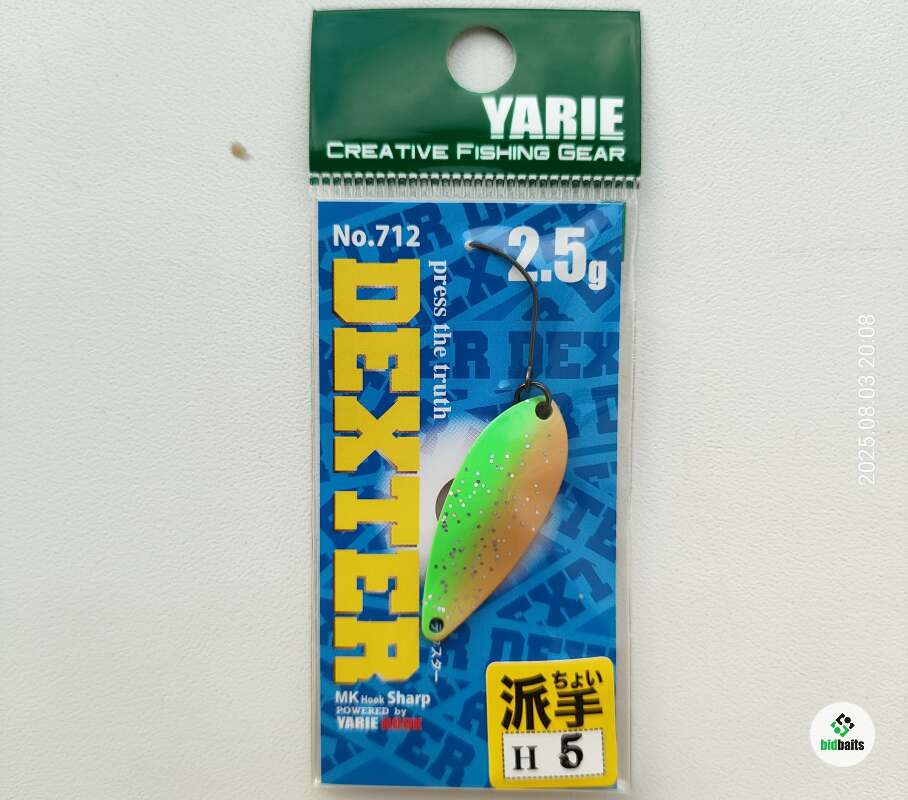 YARIE
CREATIVE FISHING GEAR
No.712
2.5g
DEXTER
press the truth
MK Hook Sharp
POWERED by
YARIE HOOK
ちょい
派手
H 5
2025.08.03 20:08
bidbaits